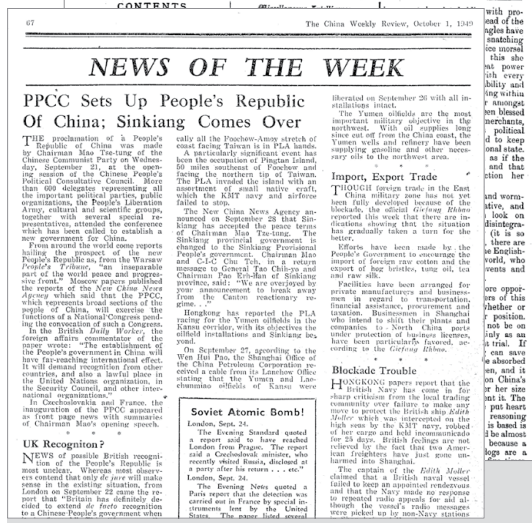 CONTENTS
67
The China Weekly Review, October 1, 1949
NEWS OF THE WEEK
PPCC Sets Up People's Republic
Of China; Sinkiang Comes Over
THE proclamation of a People's
Republic of China was made
by Chairman Mao Tse-tung of the
Chinese Communist Party on Wednes-
day, September 21, at the open-
ing session of the Chinese People's
Political Consultative Council. More
than 600 delegates representing all
the important political parties, public
organizations, the People's Liberation
Army, cultural and scientific groups,
together with several special re-
presentatives, attended the conference
which has been called to establish a
new government for China.
From around the world come reports
hailing the prospect of the new
People's Republic as, from the Warsaw
People's Tribune, "an inseparable
part of the world peace and progres-
sive front." Moscow papers published
the reports of the New China News
Agency which said that the PPCC,
which represents broad sections of the
people of China, will exercise the
functions of a National Congress pend-
ing the convocation of such a Congress.
In the British Daily Worker, the
foreign affairs commentator of the
paper wrote: "The establishment of
the People's government in China will
have far-reaching international effect.
It will demand recognition from other
countries, and also a lawful place in
the United Nations organization, in
the Security Council, and other inter-
national organizations."
In Czechoslovakia and France, the
inauguration of the PPCC appeared
as front page news with summaries
of Chairman Mao's opening speech.
* * *
UK Recogniton?
NEWS of possible British recogni-
tion of the People's Republic is
most unclear. Whereas most observ-
ers contend that only de jure will make
sense in the existing situation, from
London on September 22 came the re-
port that "Britain has definitely de-
cided to extend de facto recognition
to a Chinese People's government when
cally all the Foochow-Amoy stretch of
coast facing Taiwan in PLA hands.
A particularly significant event has
been the occupation of Pingtan Island,
50 miles southeast of Foochow and
facing the northern tip of Taiwan.
The PLA invaded the island with an
assortment of small native craft,
which the KMT navy and airforce
failed to stop.
The New China News Agency an-
nounced on September 28 that Sin-
kiang has accepted the peace terms
of Chairman Mao Tse-tung. The
Sinkiang provincial government is
changed to the Sinkiang Provisional
People's government. Chairman Mao
and C-I-C Chu Teh, in a return
message to General Tao Chih-yo and
Chairman Pao Erh-Han of Sinkiang
province, said: "We are overjoyed by
your announcement to break away
from the Canton reactionary re-
gime. . ."
Hongkong has reported the PLA
racing for the Yumen oilfields in the
Kansu corridor, with its objectives the
oilfield installations and Sinkiang be-
yond.
On September 27, according to the
Wen Hui Pao, the Shanghai Office of
the China Petroleum Corporation re-
ceived a cable from its Lanchow Office
stating that the Yumen and Lao-
chunmiao oilfields of Kansu were
Soviet Atomic Bomb!
London, Sept. 24.
The Evening Standard quoted
a report said to have reached
London from Prague. The report
said a Czechoslovak minister, who
recently visited Russia, disclosed at
a party after his return . . . etc."
London, Sept. 24.
The Evening News quoted a
Paris report that the detection was
carried out in France by special in-
struments lent by the United
States. The paper listed several
liberated on September 26 with all in-
stallations intact.
The Yumen oilfields are the most
important military objective in the
northwest. With oil supplies long
since cut off from the China coast, the
Yumen wells and refinery have been
supplying gasoline and other neces-
sary oils to the northwest area.
* * *
Import, Export Trade
THOUGH foreign trade, in the East
China military zone has not yet
been fully developed because of the
blockade, the official Giefang Rhbao
reported this week that there are in-
dications showing that the situation
has gradually taken a turn for the
better.
Efforts have been made by the
People's Government to encourage the
import of foreign raw cotton and the
export of hog bristles, tung oil, tea
and raw silk.
Facilities have been arranged for
private manufacturers and business-
men in regard to transportation,
financial assistance, procurement and
taxation. Businessmen in Shanghai
who intend to shift their plants and
companies to North China ports
under protection of business licences,
have been particularly favored, ac-
cording to the Giefang Rhbao.
* * *
Blockade Trouble
HONGKONG papers report that the
British Navy has come in for
sharp criticism from the local trading
community over failure to make any
move to protect the British ship Edith
Moller which was intercepted on the
high seas by the KMT navy, robbed
of her cargo and held incommunicado
for 25 days. British feelings are not
relieved by the fact that two Amer-
ican freighters have just gone un-
harmed into Shanghai.
The captain of the Edith Moller
claimed that a British naval vessel
failed to keep an appointed rendezvous
and that the Navy made no response
to repeated radio appeals for aid al-
though the vessel's radio messages
were picked up by non-Navy stations